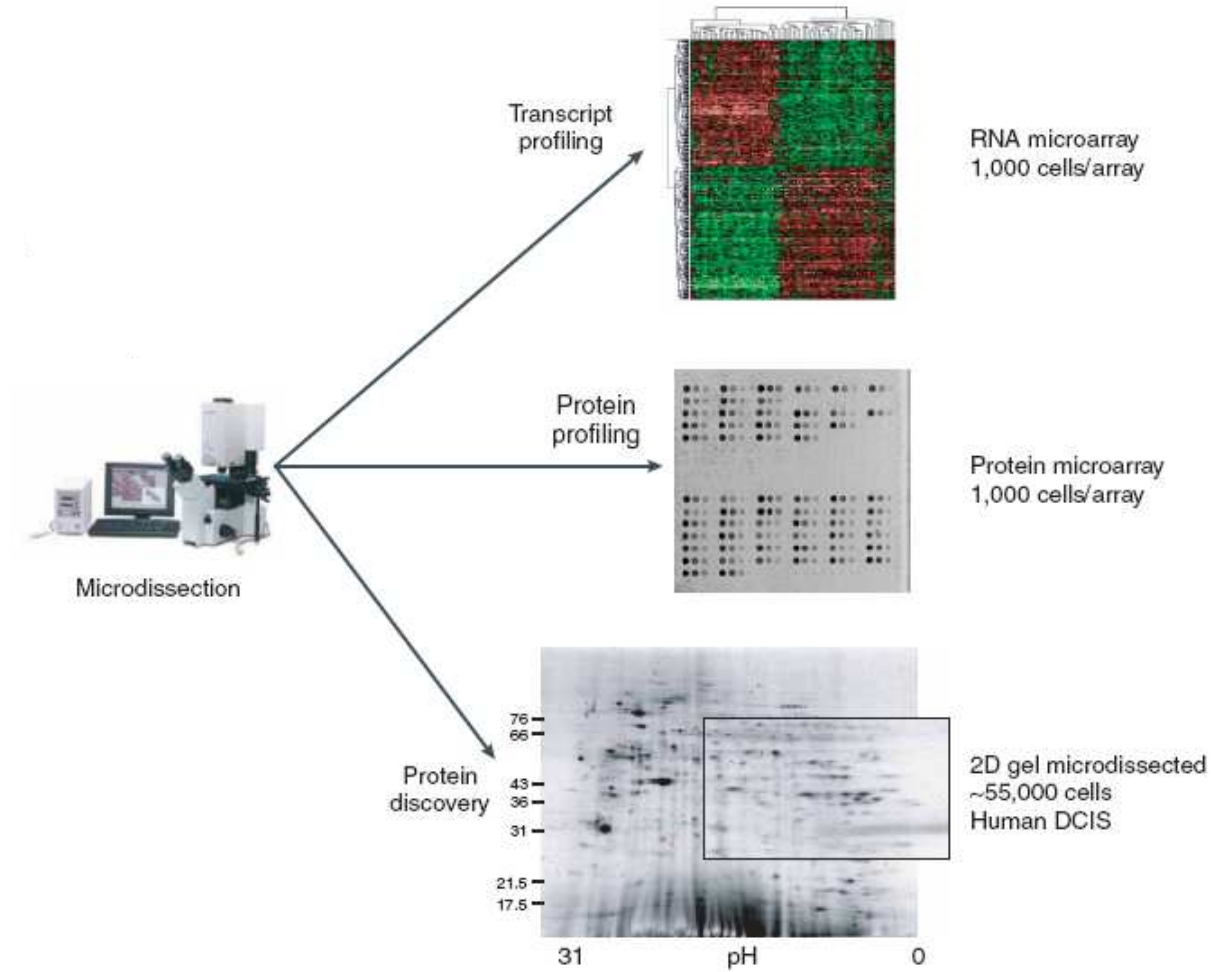 Transcript
profiling
RNA microarray
1,000 cells/array
Protein
profiling
Protein microarray
1,000 cells/array
Microdissection
Protein
discovery
76
66
43
36
31
21.5
17.5
2D gel microdissected
~55,000 cells
Human DCIS
31 pH 0